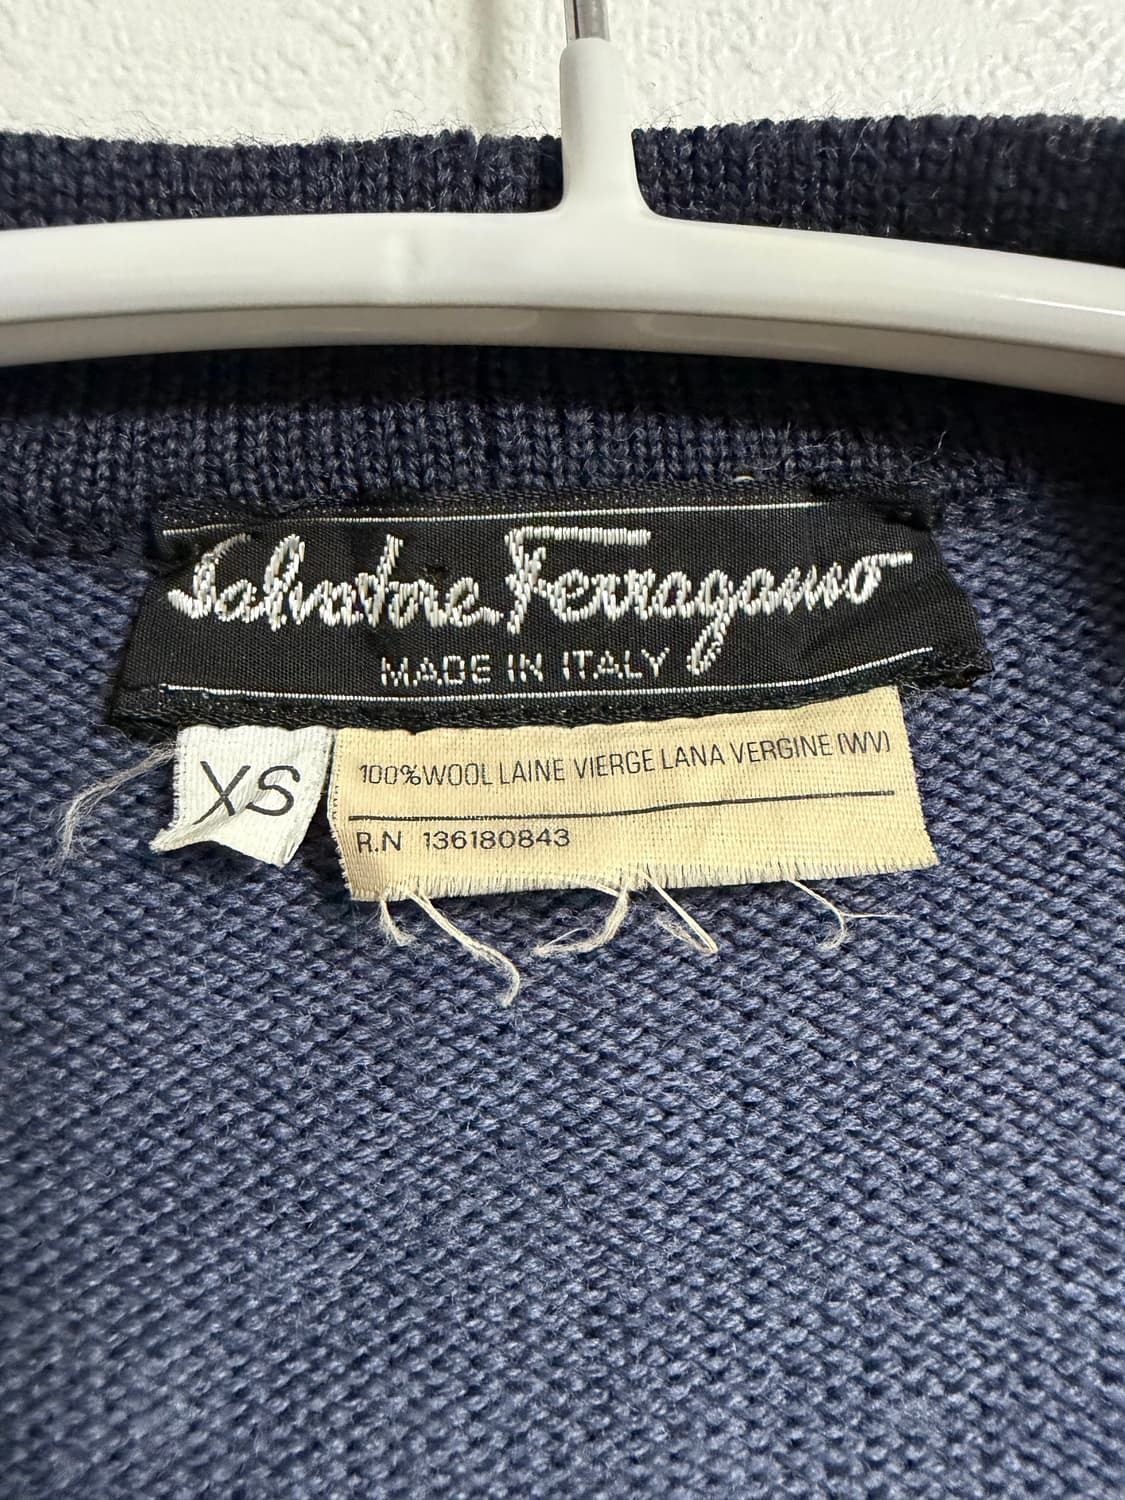 Salvatore Ferragamo
MADE IN ITALY
XS
100%WOOL LAINE VIERGE LANA VERGINE (WV)
R.N 136180843